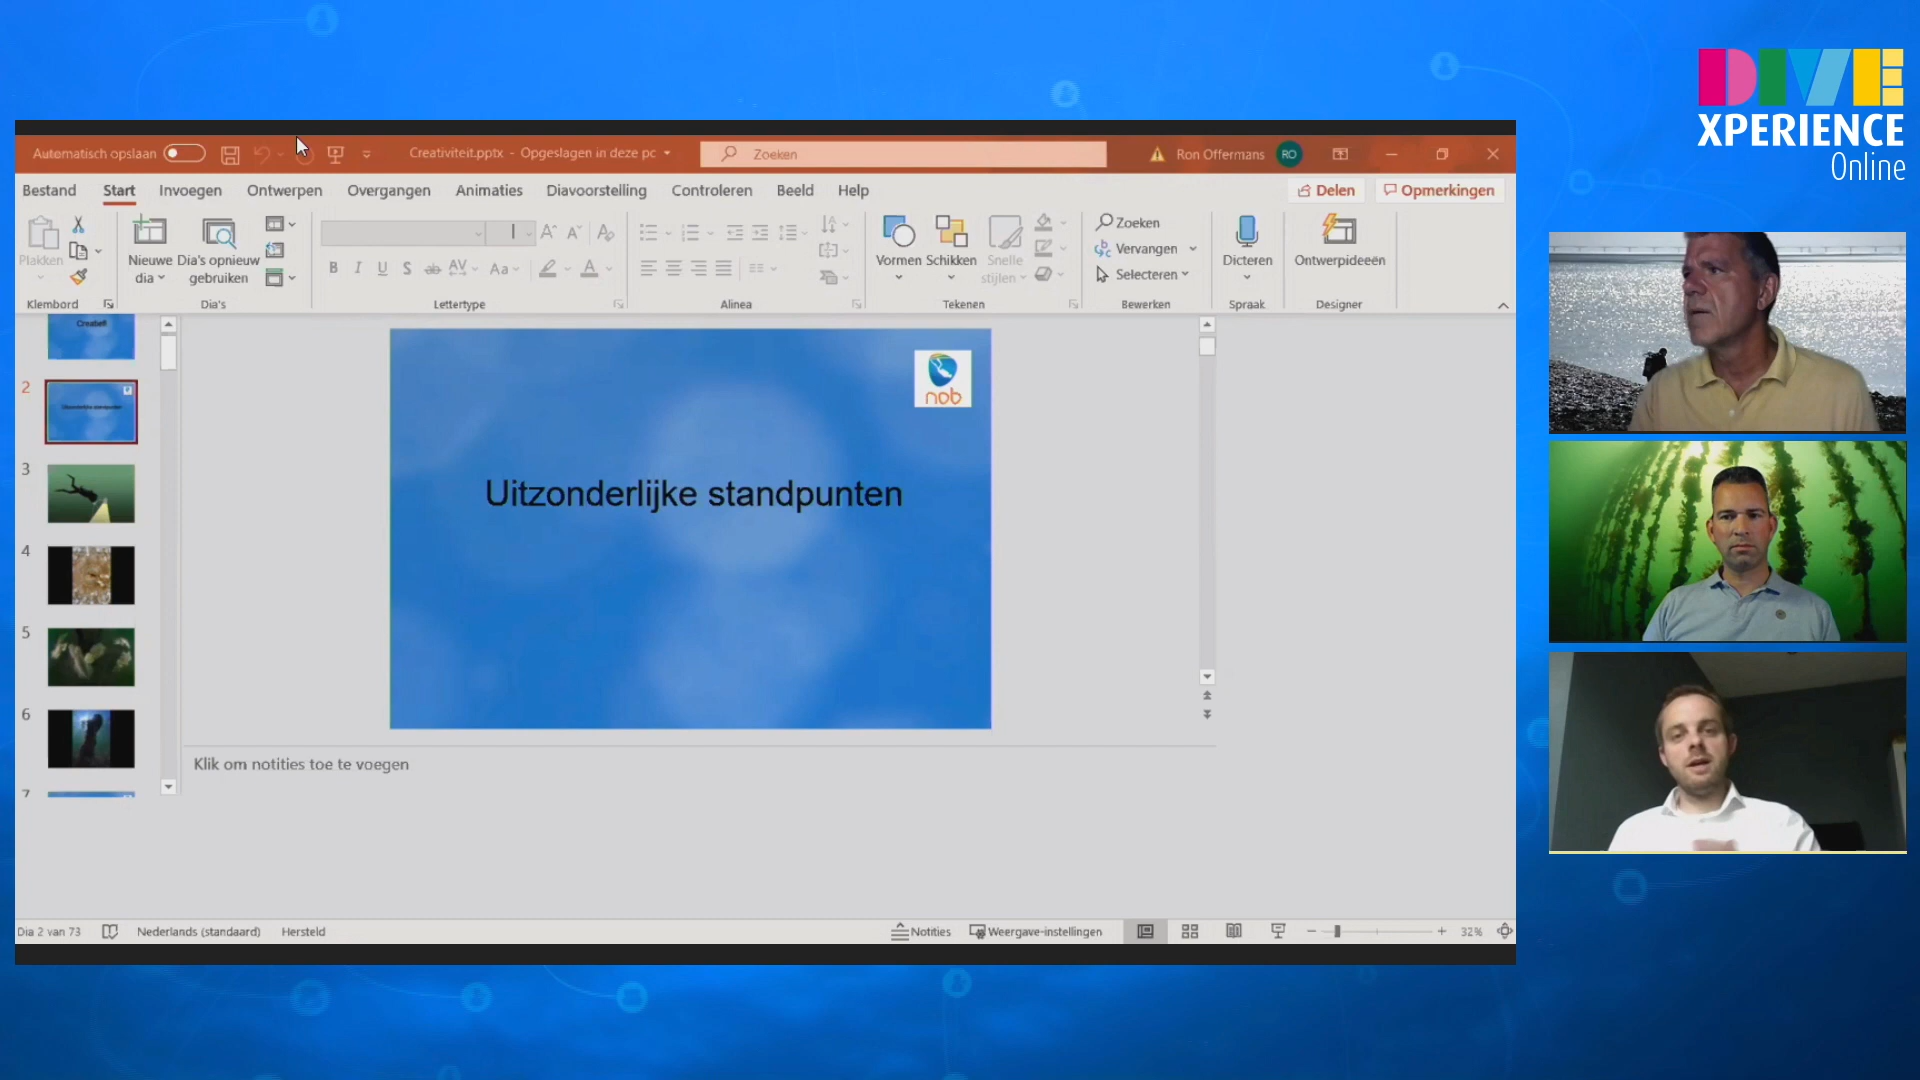 DIVE
XPERIENCE
Online
Automatisch opslaan
Creativiteit.pptx - Opgeslagen in deze pc
Zoeken
Ron Offermans
RO
Bestand Start Invoegen Ontwerpen Overgangen Animaties Diavoorstelling Controleren Beeld Help
Delen Opmerkingen
Plakken
Nieuwe dia
Dia's opnieuw gebruiken
Vormen
Schikken
Snelle stijlen
Zoeken
Vervangen
Selecteren
Dicteren
Ontwerpideeën
Klembord Dia's Lettertype Alinea Tekenen Bewerken Spraak Designer
Creatief!
2
3
4
5
6
7
nob
Uitzonderlijke standpunten
Klik om notities toe te voegen
Dia 2 van 73 Nederlands (standaard) Hersteld Notities Weergave-instellingen 32%